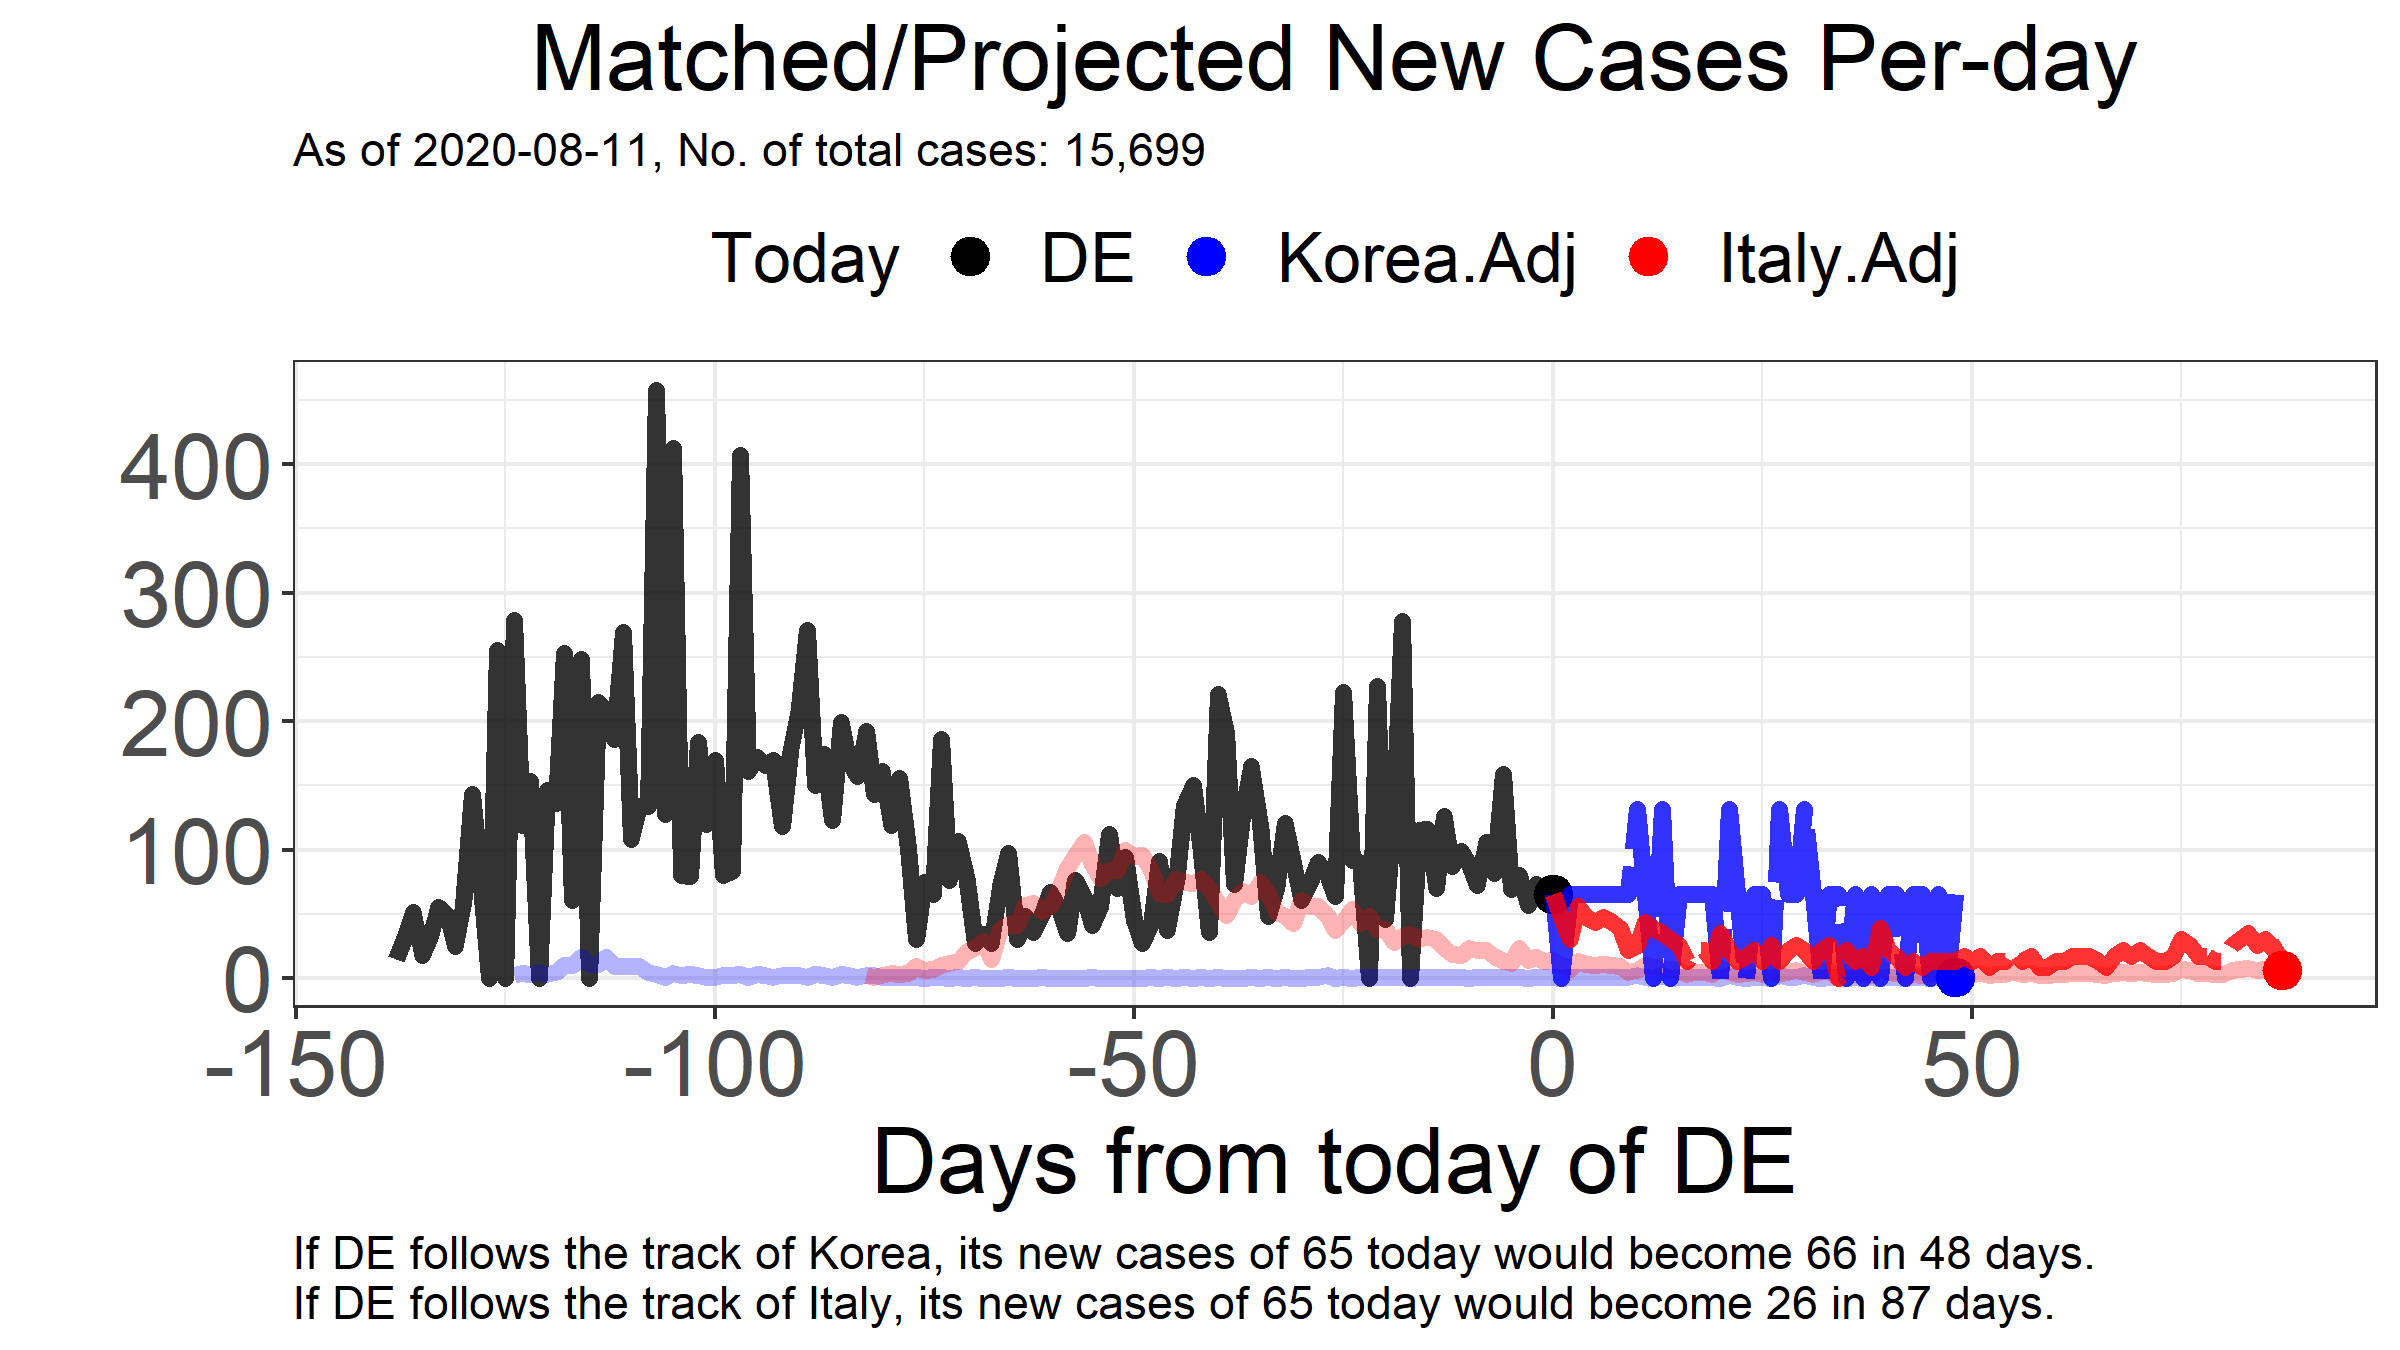 Matched/Projected New Cases Per-day
As of 2020-08-11, No. of total cases: 15,699
Today DE Korea.Adj Italy.Adj
400
300
200
100
0
-150 -100 -50 0 50
Days from today of DE
If DE follows the track of Korea, its new cases of 65 today would become 66 in 48 days.
If DE follows the track of Italy, its new cases of 65 today would become 26 in 87 days.